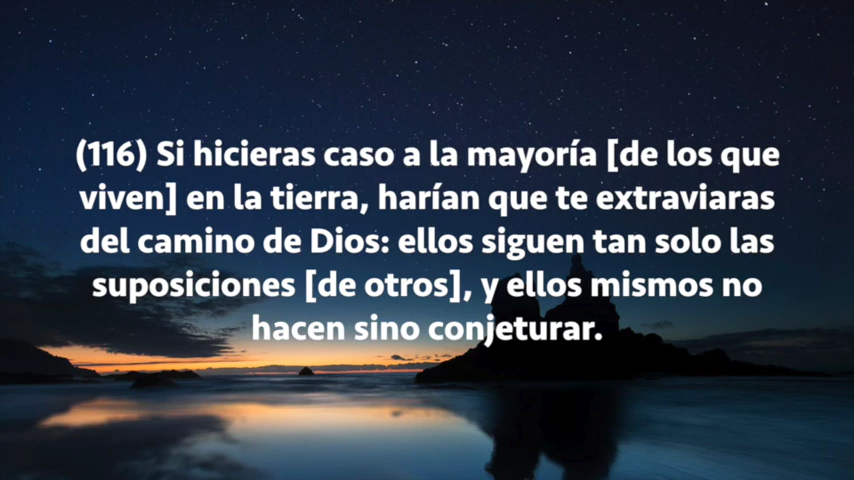 (116) Si hicieras caso a la mayoría [de los que
viven] en la tierra, harían que te extraviaras
del camino de Dios: ellos siguen tan solo las
suposiciones [de otros], y ellos mismos no
hacen sino conjeturar.